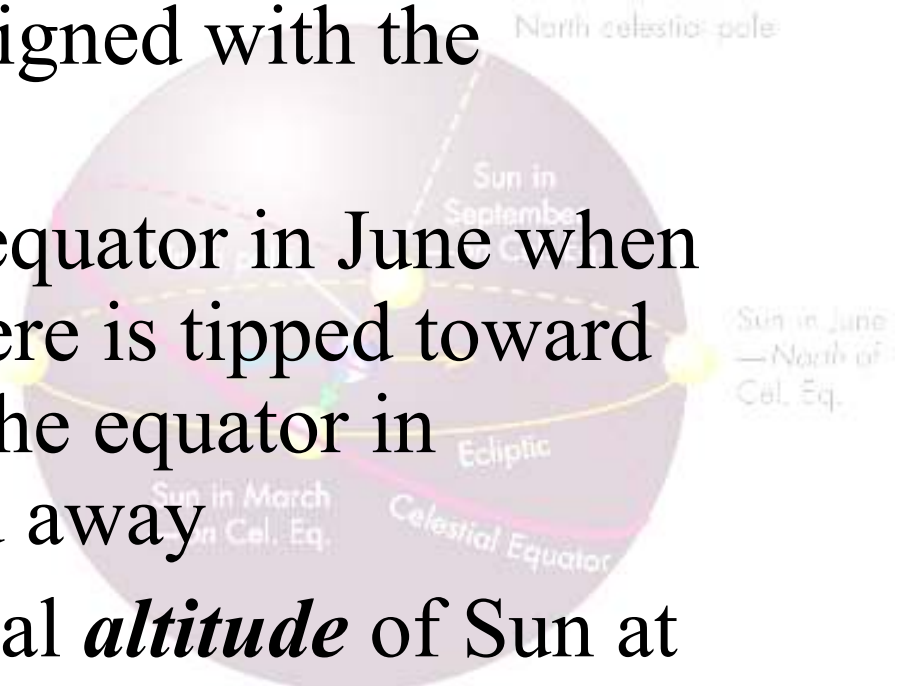 igned with the
North celestial pole
Sun in
September
equator in June when
ere is tipped toward
Sun in June
—North of
Cel. Eq.
he equator in
Ecliptic
Sun in March
on Cel. Eq.
away
Celestial Equator
al altitude of Sun at